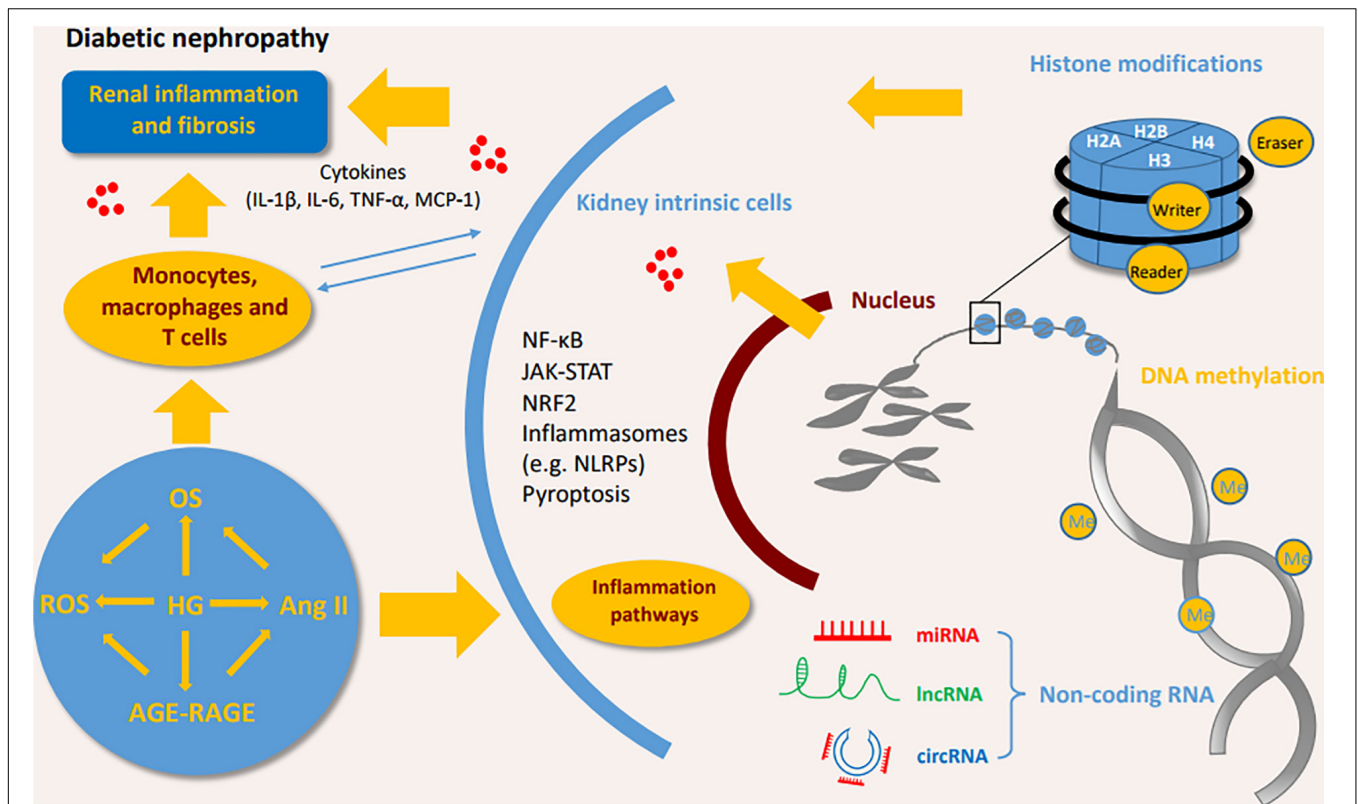 Diabetic nephropathy
Renal inflammation
and fibrosis
Cytokines
(IL-1β, IL-6, TNF-α, MCP-1)
Monocytes,
macrophages and
T cells
OS
ROS
HG
Ang II
AGE-RAGE
Kidney intrinsic cells
NF-κB
JAK-STAT
NRF2
Inflammasomes
(e.g. NLRPs)
Pyroptosis
Inflammation
pathways
Nucleus
Histone modifications
H2A
H2B
H4
H3
Eraser
Writer
Reader
DNA methylation
Me
Me
Me
Me
miRNA
lncRNA
circRNA
Non-coding RNA